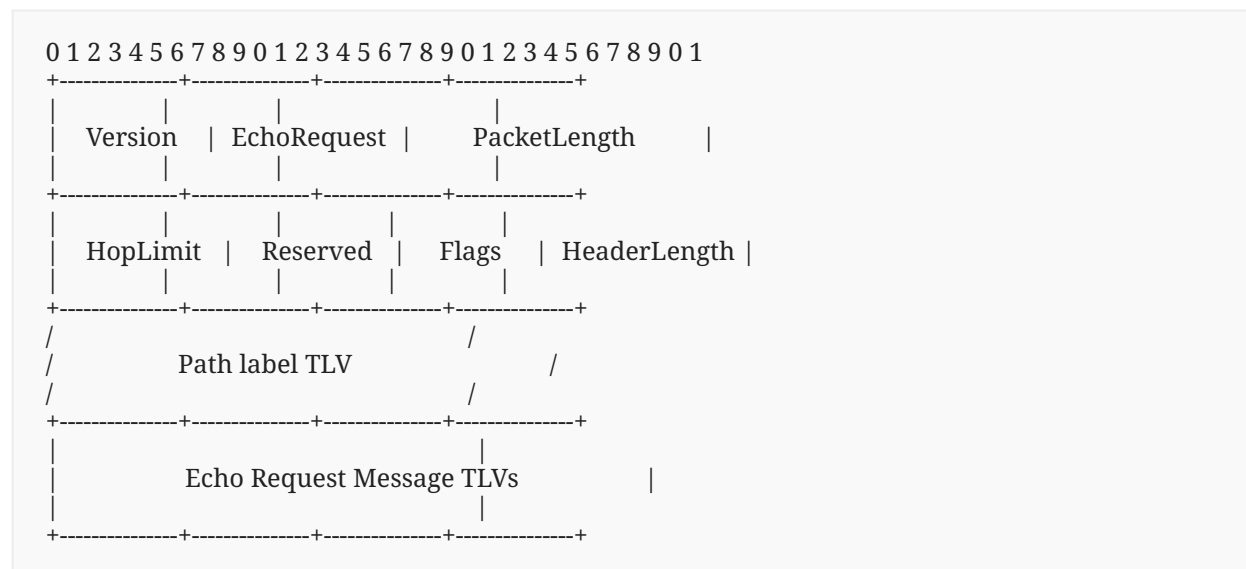 0 1 2 3 4 5 6 7 8 9 0 1 2 3 4 5 6 7 8 9 0 1 2 3 4 5 6 7 8 9 0 1
+---------------+---------------+---------------+---------------+
| | | |
| Version | EchoRequest | PacketLength |
| | | |
+---------------+---------------+---------------+---------------+
| | | | |
| HopLimit | Reserved | Flags | HeaderLength |
| | | | |
+---------------+---------------+---------------+---------------+
/ /
/ Path label TLV /
/ /
+---------------+---------------+---------------+---------------+
| |
| Echo Request Message TLVs |
| |
+---------------+---------------+---------------+---------------+